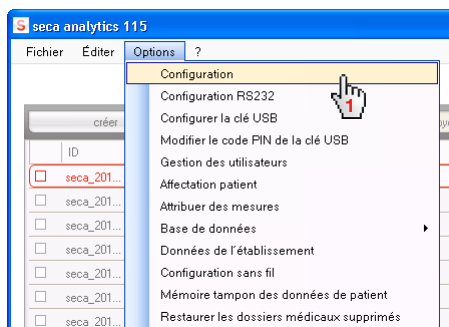 seca analytics 115
Fichier Éditer Options ?
Configuration
Configuration RS232
1
créer
Configurer la clé USB
Modifier le code PIN de la clé USB
ID
Gestion des utilisateurs
seca_201...
Affectation patient
seca_201...
Attribuer des mesures
seca_201...
Base de données
seca_201...
Données de l'établissement
seca_201...
Configuration sans fil
seca_201...
Mémoire tampon des données de patient
seca_201...
Restaurer les dossiers médicaux supprimés